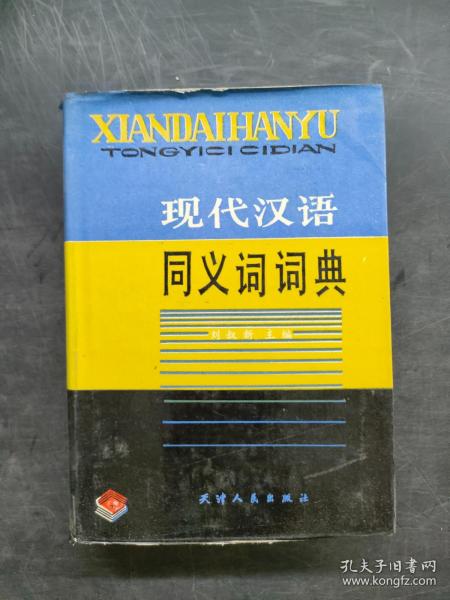 XIANDAIHANYU
TONGYICI CIDIAN
现代汉语
同义词词典
刘叔新 主编
天津人民出版社
孔夫子旧书网
www.kongfz.com